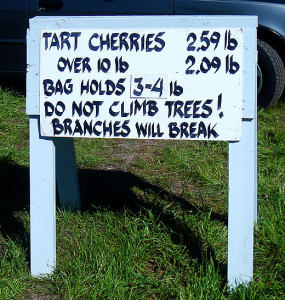 TART CHERRIES 2.59 lb
OVER 10 lb 2.09 lb
BAG HOLDS 3-4 lb
DO NOT CLIMB TREES!
BRANCHES WILL BREAK